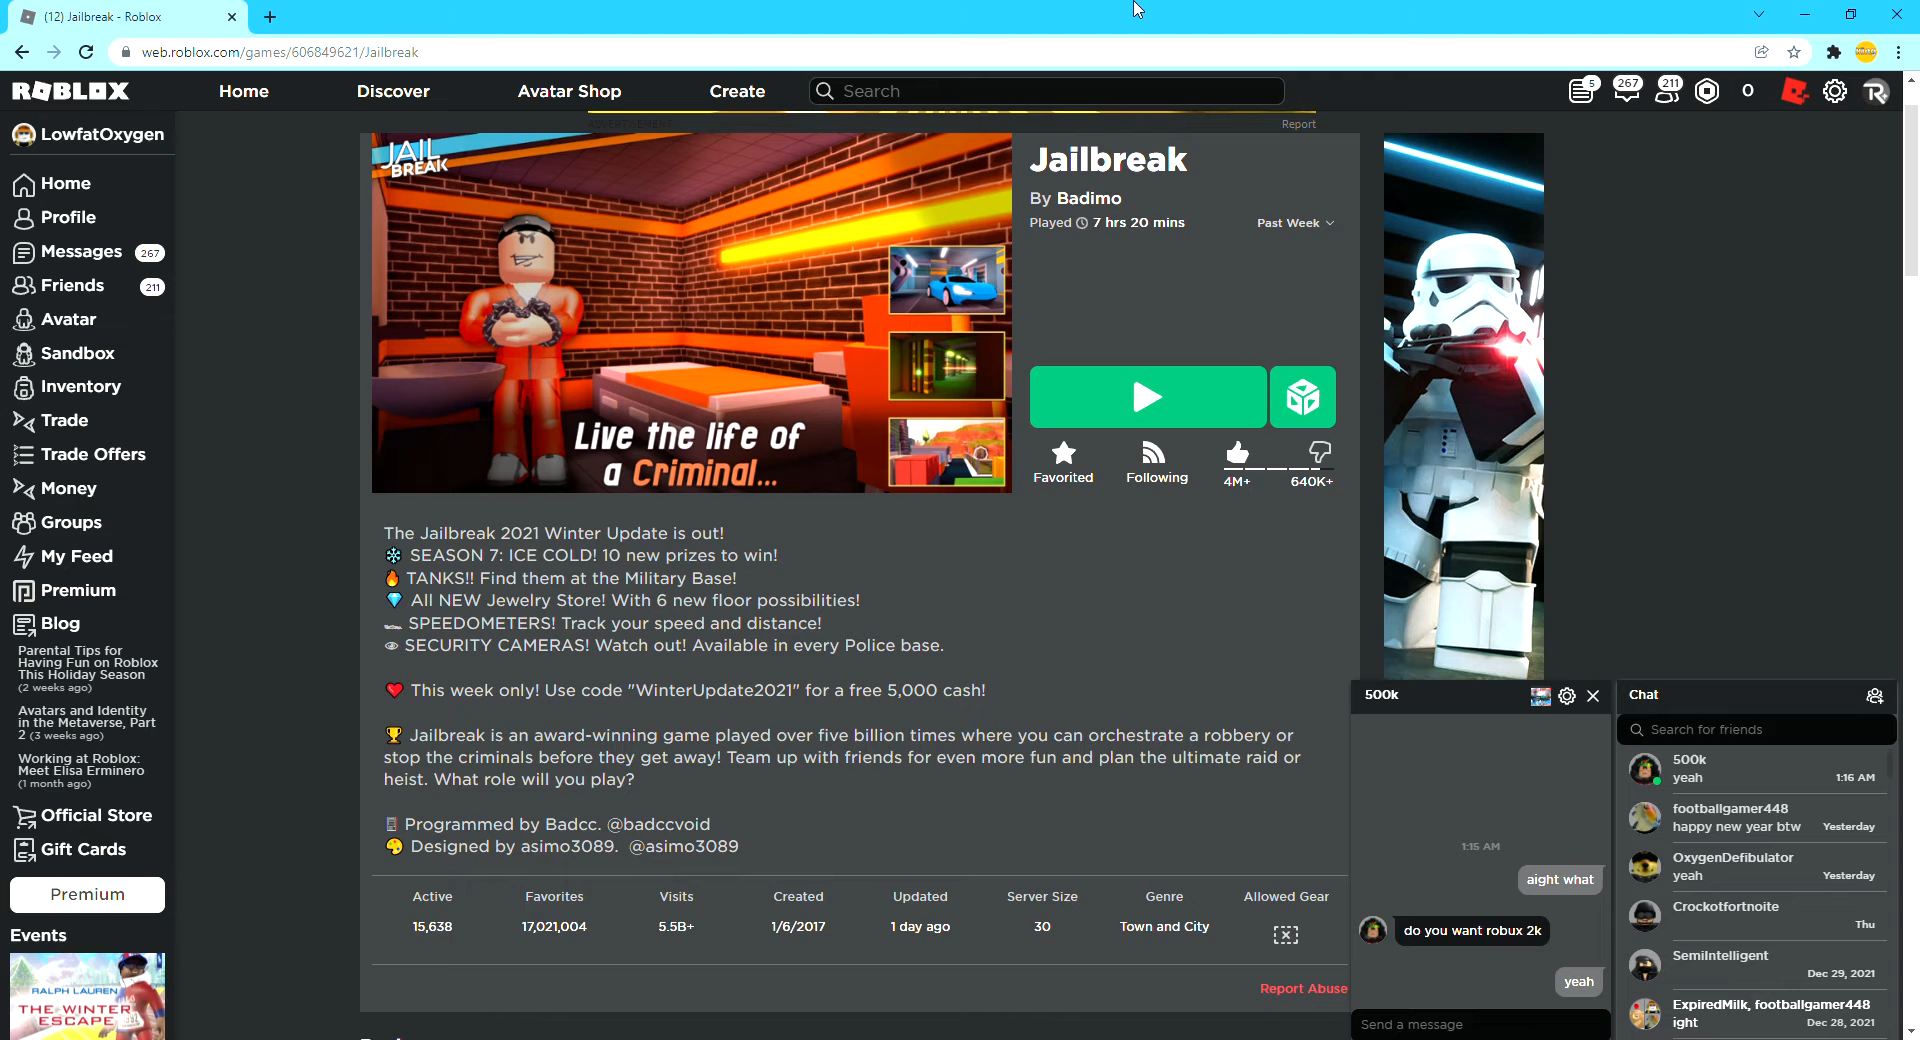 (12) Jailbreak - Roblox
web.roblox.com/games/606849621/Jailbreak
ROBLOX
Home
Discover
Avatar Shop
Create
Search
5
267
211
0
LowfatOxygen
Home
Profile
Messages 267
Friends 211
Avatar
Sandbox
Inventory
Trade
Trade Offers
Money
Groups
My Feed
Premium
Blog
Parental Tips for
Having Fun on Roblox
This Holiday Season
(2 weeks ago)
Avatars and Identity
in the Metaverse, Part
2 (3 weeks ago)
Working at Roblox:
Meet Elisa Erminero
(1 month ago)
Official Store
Gift Cards
Premium
Events
RALPH LAUREN
THE WINTER
ESCAPE
ADVERTISEMENT
Report
JAIL
BREAK
Live the life of
a Criminal...
Jailbreak
By Badimo
Played 7 hrs 20 mins
Past Week
Favorited
Following
4M+
640K+
The Jailbreak 2021 Winter Update is out!
❄️ SEASON 7: ICE COLD! 10 new prizes to win!
🔥 TANKS!! Find them at the Military Base!
💎 All NEW Jewelry Store! With 6 new floor possibilities!
🏎 SPEEDOMETERS! Track your speed and distance!
👁 SECURITY CAMERAS! Watch out! Available in every Police base.
❤️ This week only! Use code "WinterUpdate2021" for a free 5,000 cash!
🏆 Jailbreak is an award-winning game played over five billion times where you can orchestrate a robbery or
stop the criminals before they get away! Team up with friends for even more fun and plan the ultimate raid or
heist. What role will you play?
Programmed by Badcc. @badccvoid
🎨 Designed by asimo3089. @asimo3089
Active
Favorites
Visits
Created
Updated
Server Size
Genre
Allowed Gear
15,638
17,021,004
5.5B+
1/6/2017
1 day ago
30
Town and City
Report Abuse
500k
1:15 AM
aight what
do you want robux 2k
yeah
Send a message
Chat
Search for friends
500k
yeah
1:16 AM
footballgamer448
happy new year btw
Yesterday
OxygenDefibulator
yeah
Yesterday
Crockotfortnoite
Thu
SemiIntelligent
Dec 29, 2021
ExpiredMilk, footballgamer448
ight
Dec 28, 2021